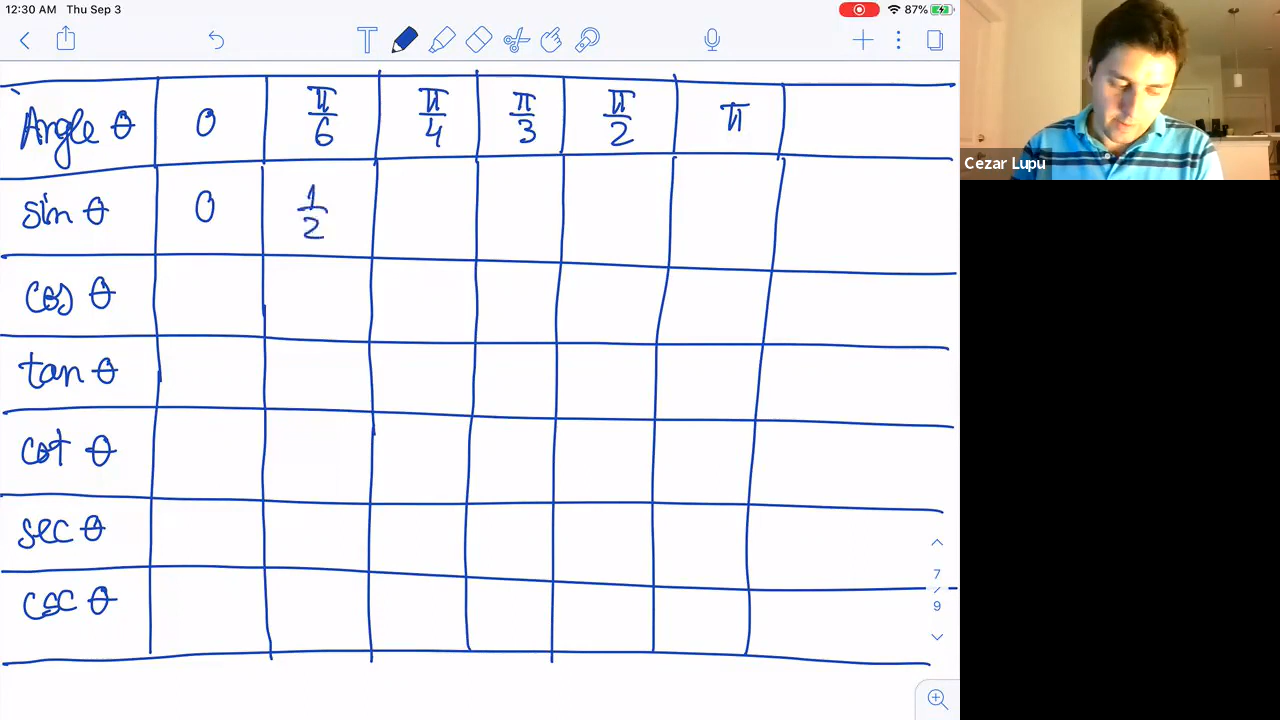 12:30 AM Thu Sep 3
87%
T
Angle θ 0 π/6 π/4 π/3 π/2 π
sin θ 0 1/2
cos θ
tan θ
cot θ
sec θ
csc θ
7
/
9
Cezar Lupu